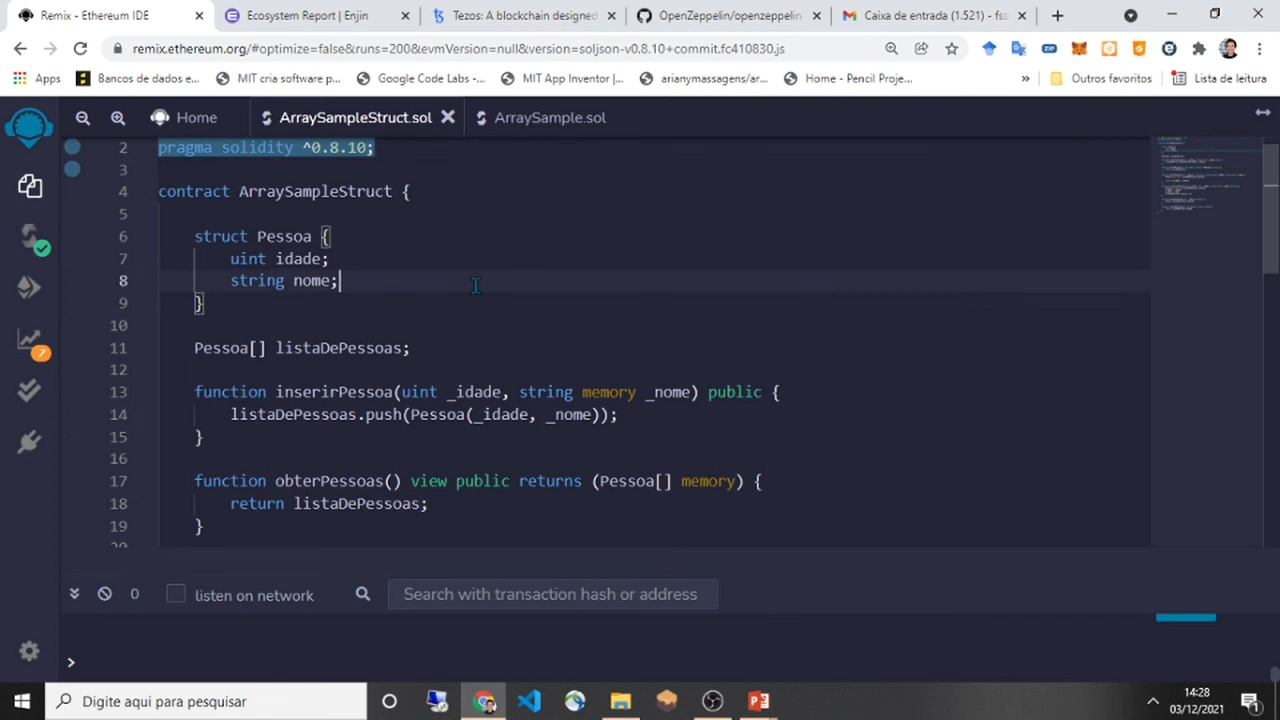 Remix - Ethereum IDE
Ecosystem Report | Enjin
Tezos: A blockchain designed
OpenZeppelin/openzeppelin-
Caixa de entrada (1.521) - fss
remix.ethereum.org/#optimize=false&runs=200&evmVersion=null&version=soljson-v0.8.10+commit.fc410830.js
Apps
Bancos de dados e...
MIT cria software p...
Google Code Labs -...
MIT App Inventor |...
arianymassagens/ar...
Home - Pencil Proje...
»
Outros favoritos
Lista de leitura
Home
ArraySampleStruct.sol
ArraySample.sol
2 pragma solidity ^0.8.10;
3
4 contract ArraySampleStruct {
5
6 struct Pessoa {
7 uint idade;
8 string nome;
9 }
10
11 Pessoa[] listaDePessoas;
12
13 function inserirPessoa(uint _idade, string memory _nome) public {
14 listaDePessoas.push(Pessoa(_idade, _nome));
15 }
16
17 function obterPessoas() view public returns (Pessoa[] memory) {
18 return listaDePessoas;
19 }
20
7
0
listen on network
Search with transaction hash or address
>
Digite aqui para pesquisar
14:28
03/12/2021
1